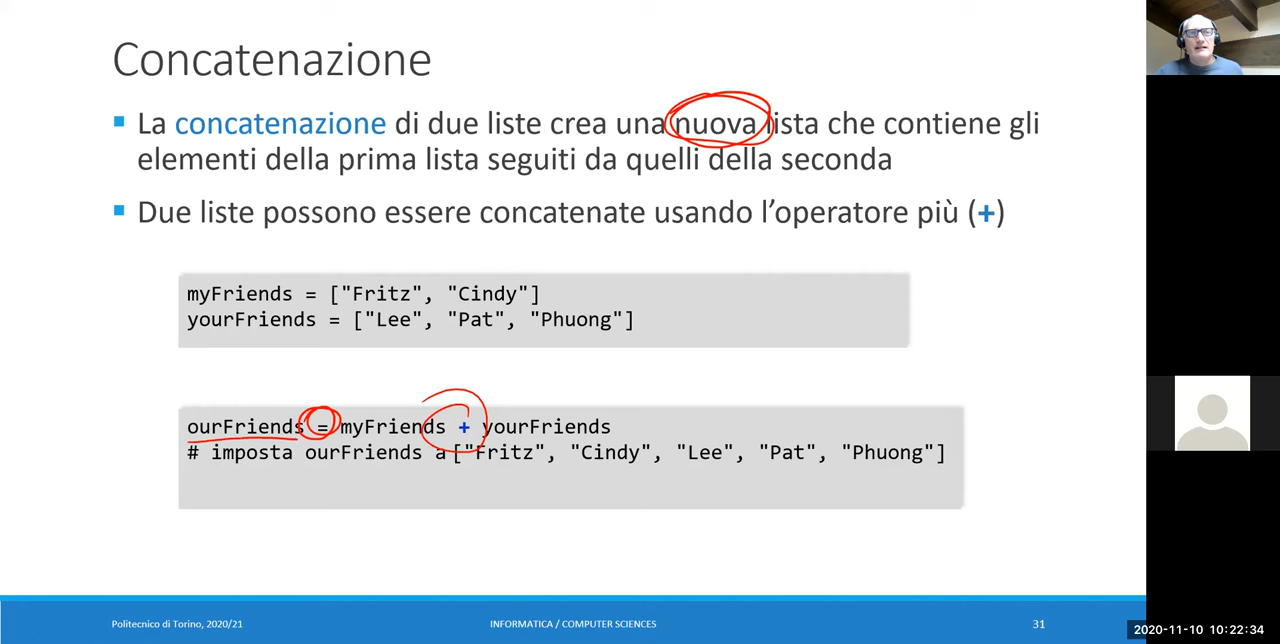 Concatenazione
▪ La concatenazione di due liste crea una nuova lista che contiene gli
elementi della prima lista seguiti da quelli della seconda
▪ Due liste possono essere concatenate usando l’operatore più (+)
myFriends = ["Fritz", "Cindy"]
yourFriends = ["Lee", "Pat", "Phuong"]
ourFriends = myFriends + yourFriends
# imposta ourFriends a ["Fritz", "Cindy", "Lee", "Pat", "Phuong"]
Politecnico di Torino, 2020/21
INFORMATICA / COMPUTER SCIENCES
31
2020-11-10 10:22:34